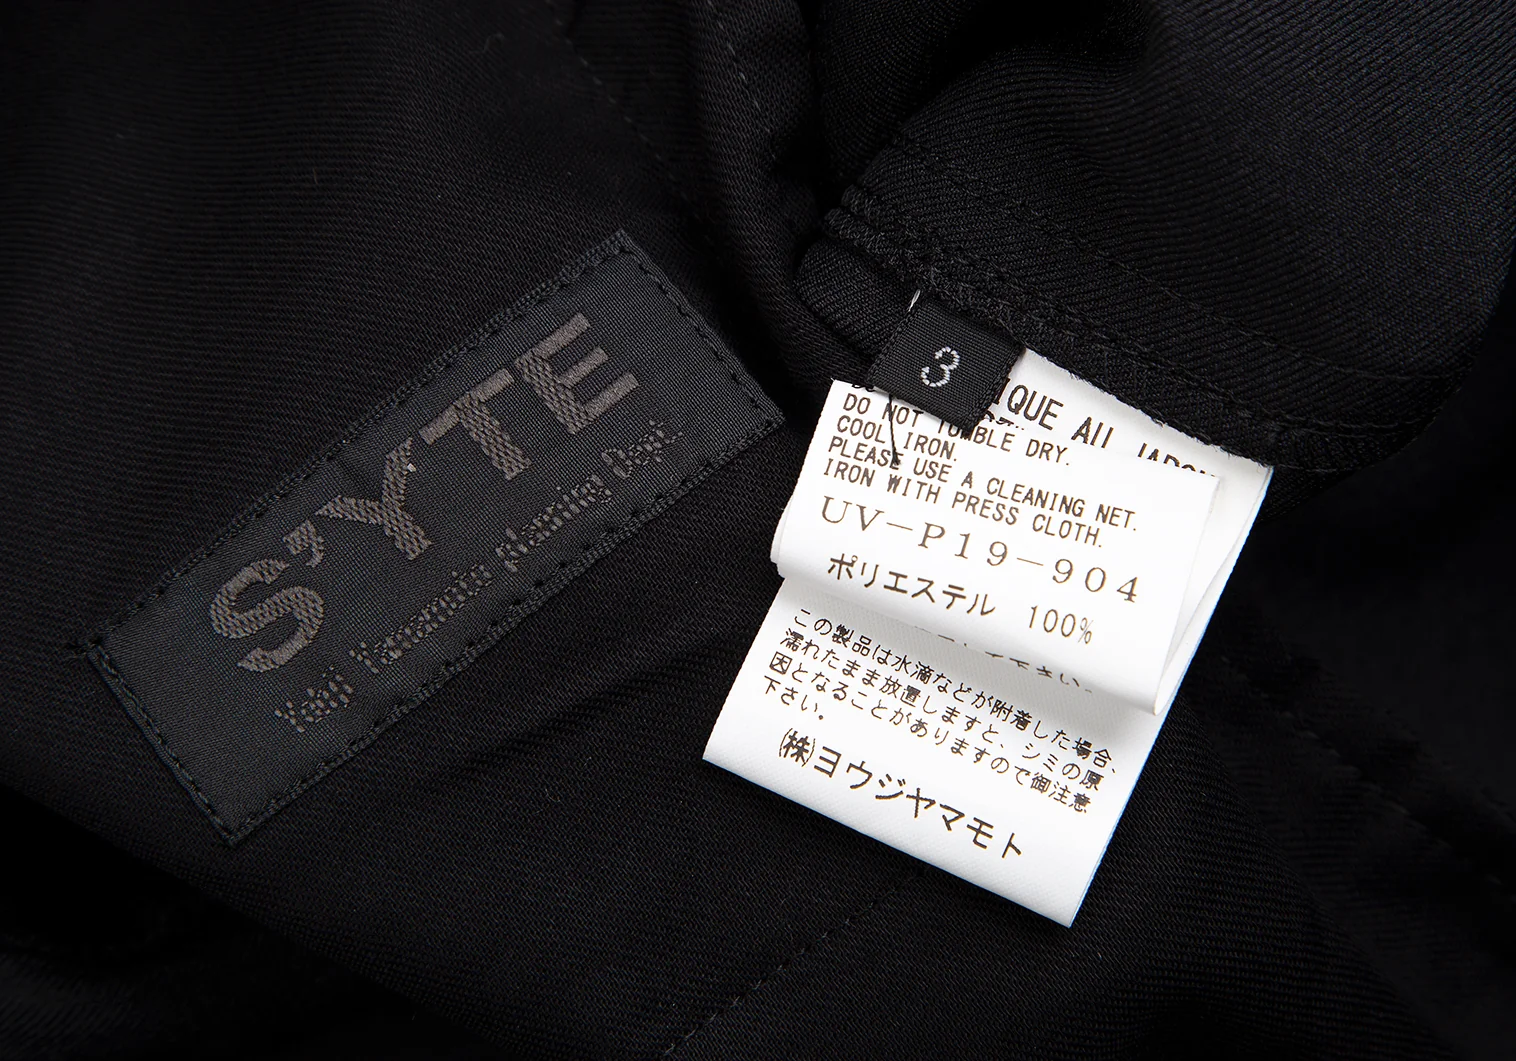 S'YTE
Yohji Yamamoto planning Dept.
3
DO NOT TUMBLE DRY.
COOL IRON.
PLEASE USE A CLEANING NET.
IRON WITH PRESS CLOTH.
UV-P19-904
ポリエステル 100%
この製品は水滴などが附着した場合、
濡れたまま放置しますと、シミの原
因となることがありますので御注意
下さい。
㈱ヨウジヤマモト